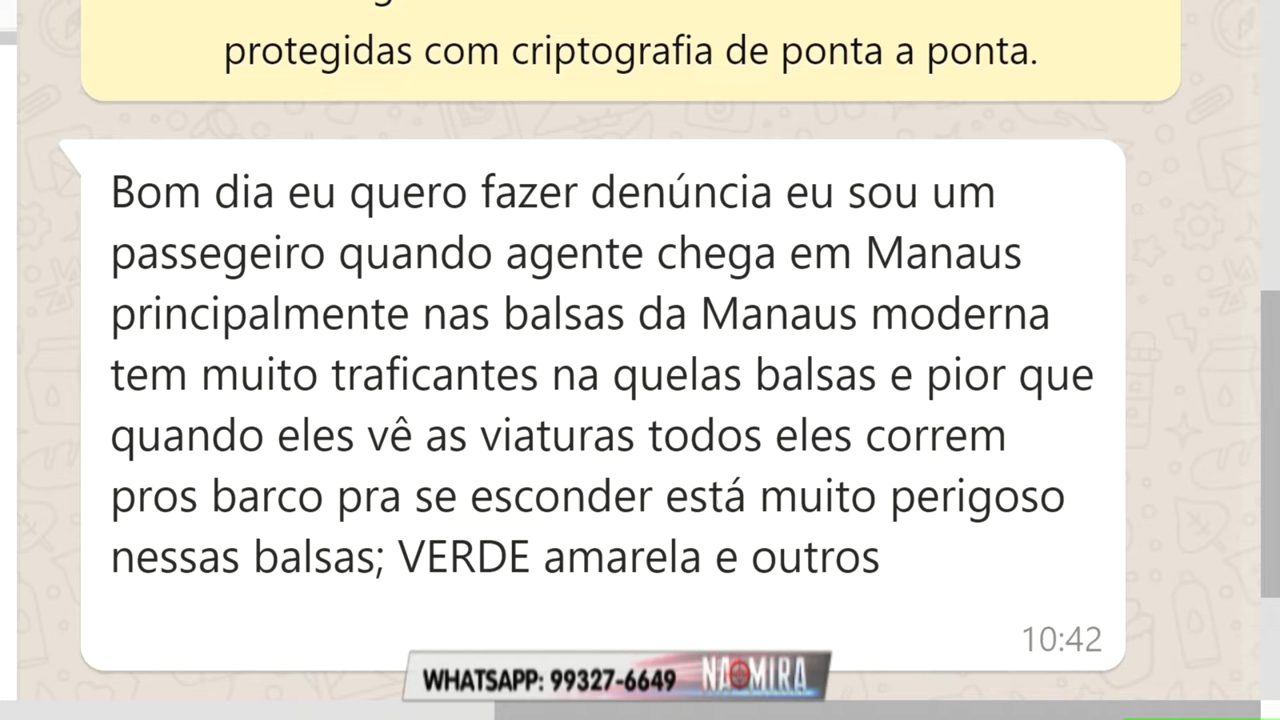 protegidas com criptografia de ponta a ponta.
Bom dia eu quero fazer denúncia eu sou um
passegeiro quando agente chega em Manaus
principalmente nas balsas da Manaus moderna
tem muito traficantes na quelas balsas e pior que
quando eles vê as viaturas todos eles correm
pros barco pra se esconder está muito perigoso
nessas balsas; VERDE amarela e outros
10:42
WHATSAPP: 99327-6649 NA MIRA